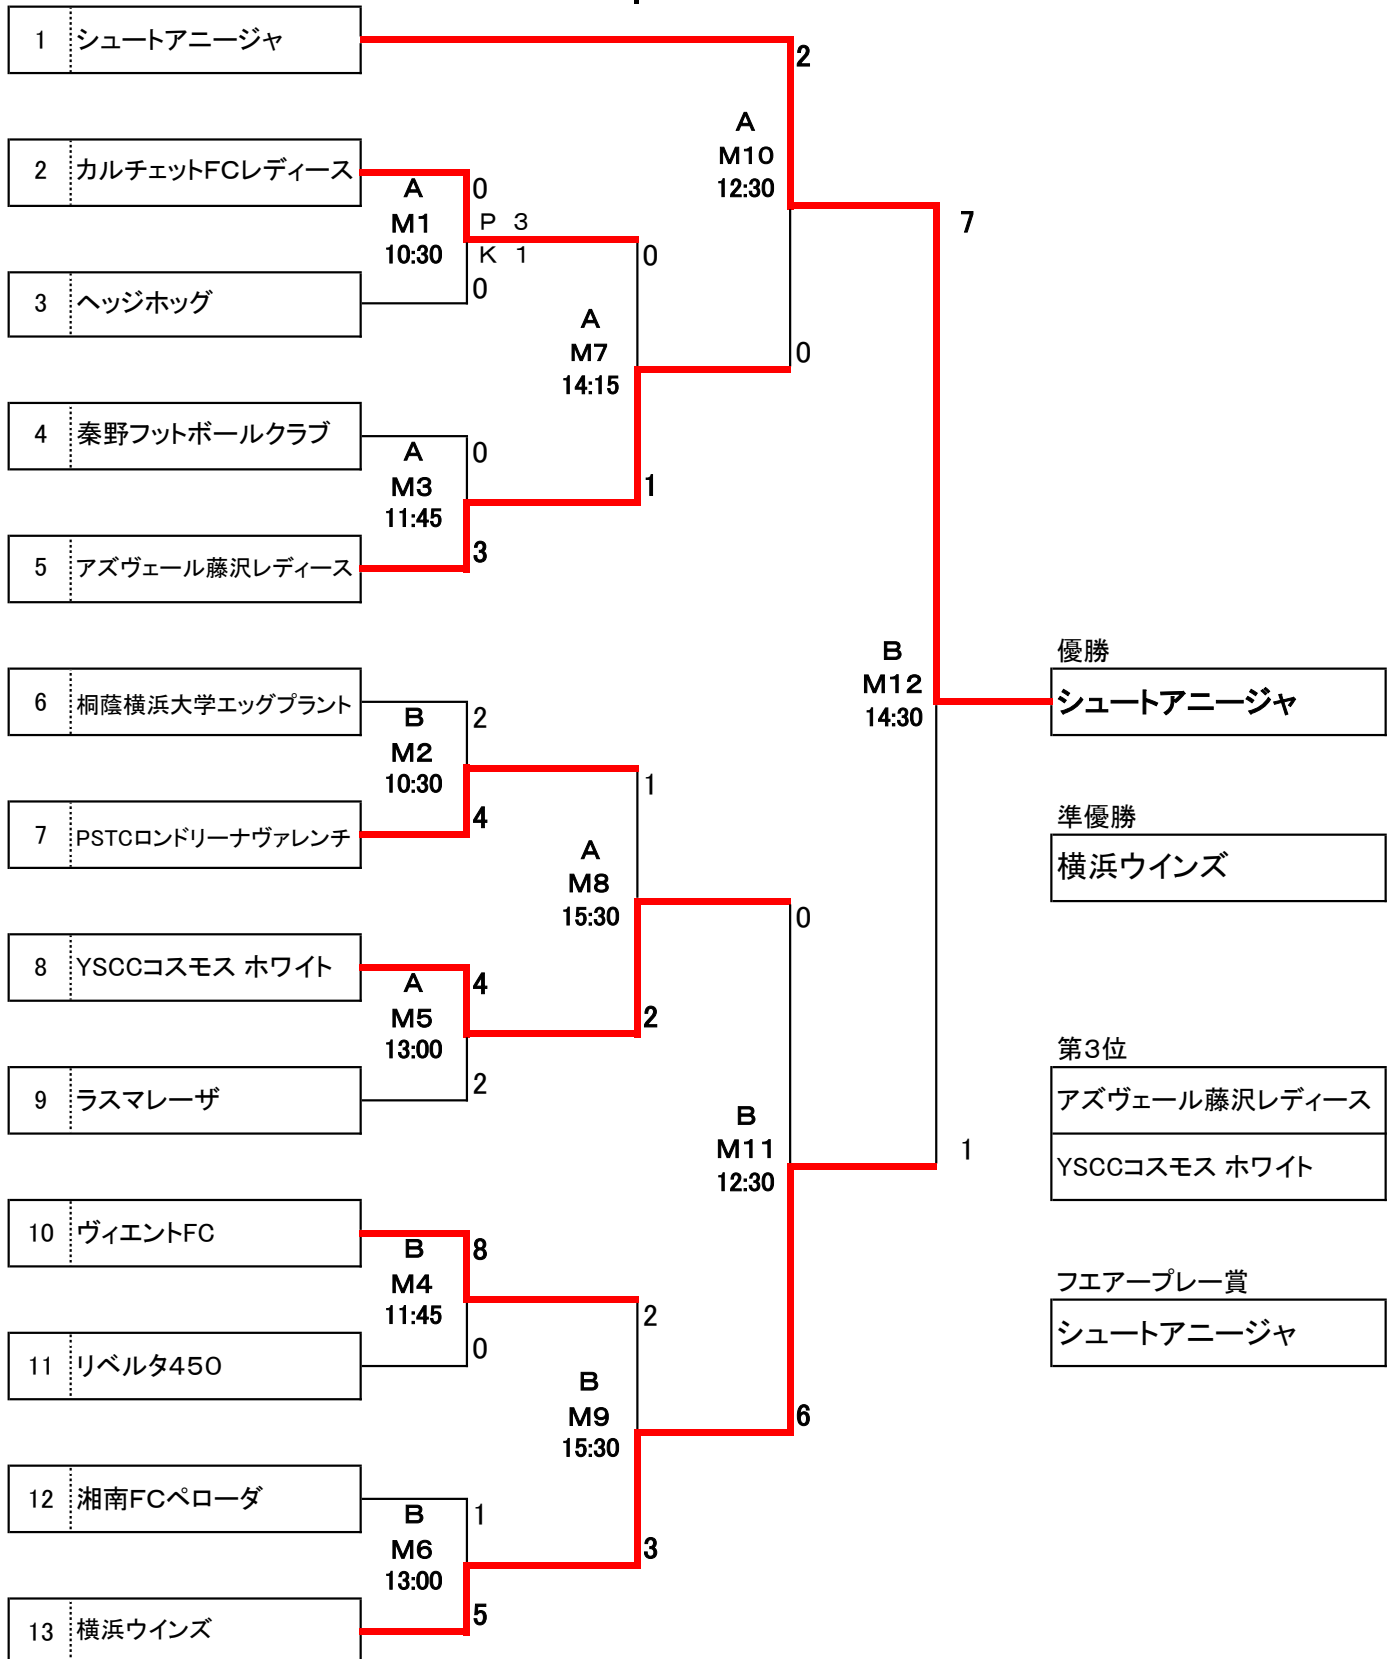 1 シュートアニージャ
2
A
M10
12:30
2 カルチェットFCレディース
A
M1
10:30
0
P 3
K 1
0
7
0
3 ヘッジホッグ
A
M7
14:15
0
4 秦野フットボールクラブ
A
M3
11:45
0
1
3
5 アズヴェール藤沢レディース
B
M12
14:30
優勝
シュートアニージャ
6 桐蔭横浜大学エッグプラント
B
M2
10:30
2
1
4
7 PSTCロンドリーナヴァレンチ
準優勝
横浜ウインズ
A
M8
15:30
0
8 YSCCコスモス ホワイト
A
M5
13:00
4
2
2
9 ラスマレーザ
第3位
アズヴェール藤沢レディース
YSCCコスモス ホワイト
B
M11
12:30
1
10 ヴィエントFC
B
M4
11:45
8
2
0
フエアープレー賞
シュートアニージャ
11 リベルタ450
B
M9
15:30
6
12 湘南FCペローダ
B
M6
13:00
1
3
5
13 横浜ウインズ